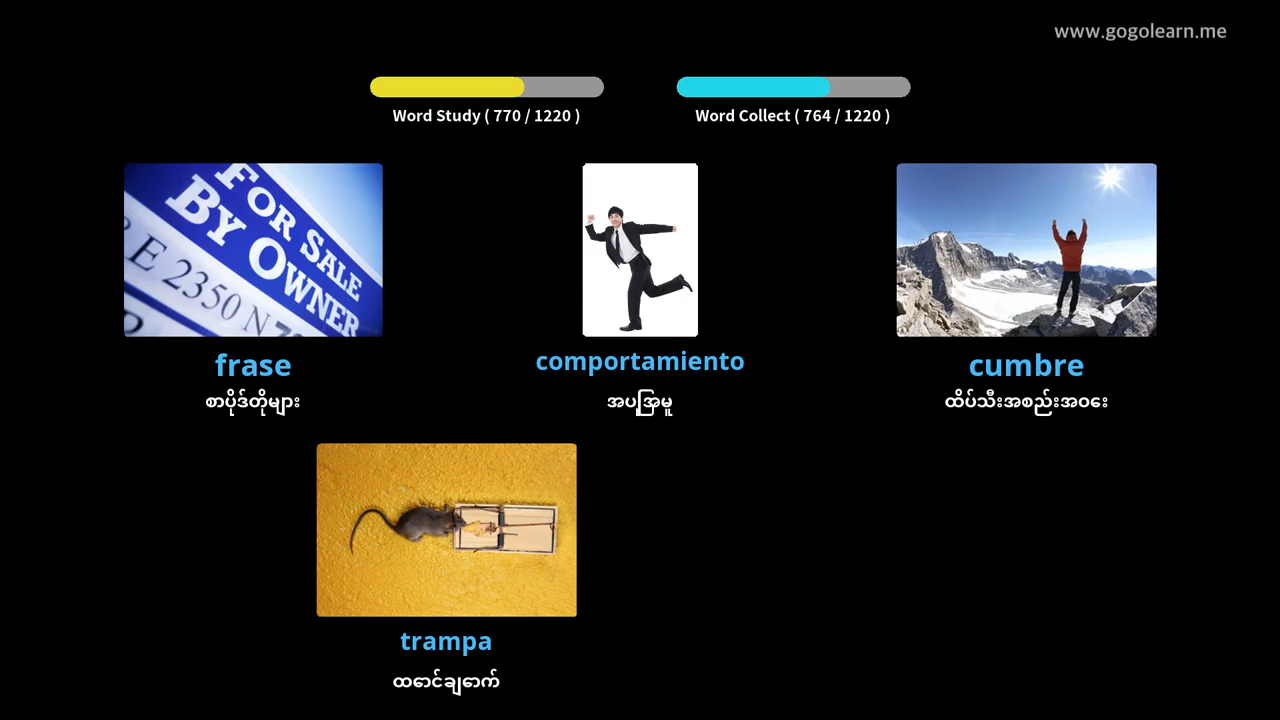 www.gogolearn.me
Word Study ( 770 / 1220 )
Word Collect ( 764 / 1220 )
FOR SALE
BY OWNER
E 2350 N
frase
comportamiento
cumbre
စာပိုဒ်တိုများ
အပြုအမူ
ထိပ်သီးအစည်းအဝေး
trampa
ထောင်ချောက်